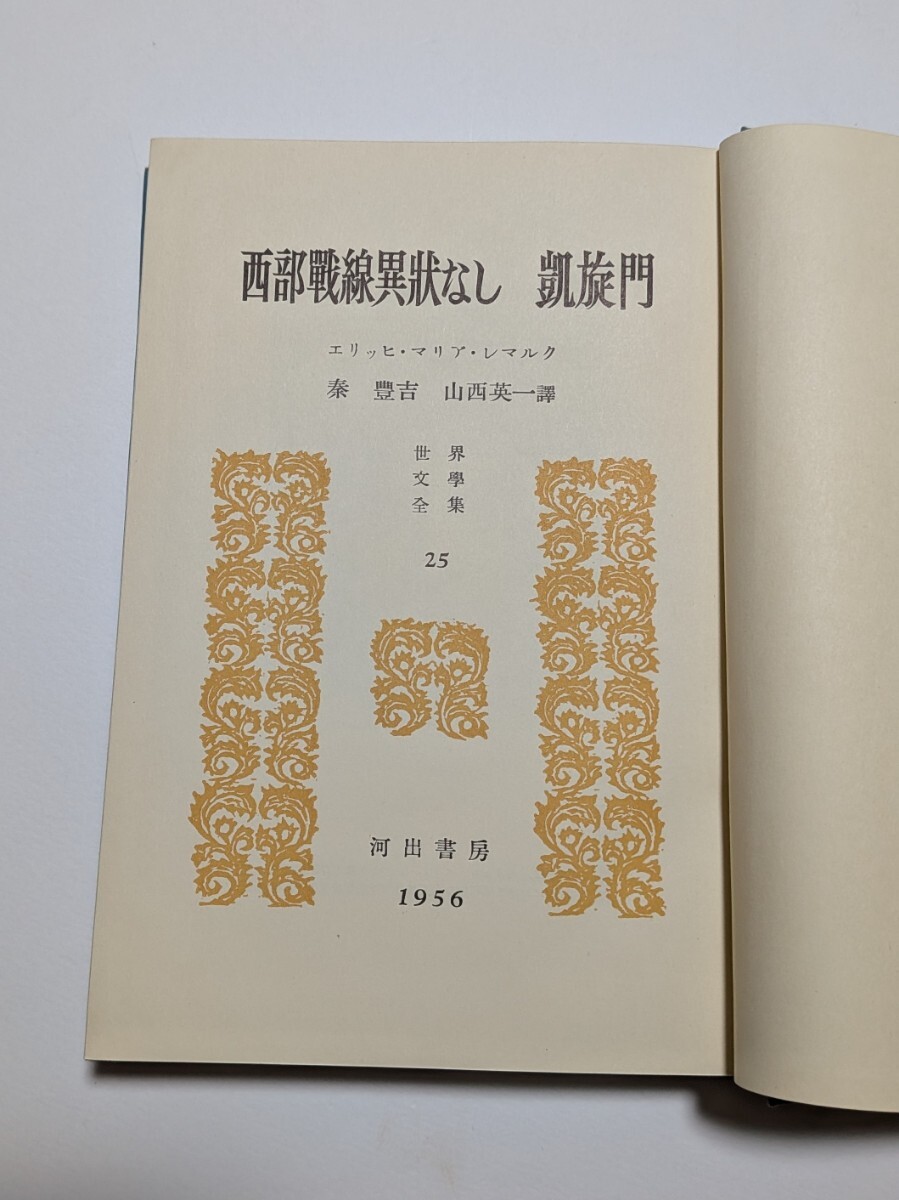 西部戰線異狀なし 凱旋門
エリッヒ・マリア・レマルク
秦 豐吉 山西英一譯
世界
文學
全集
25
河出書房
1956